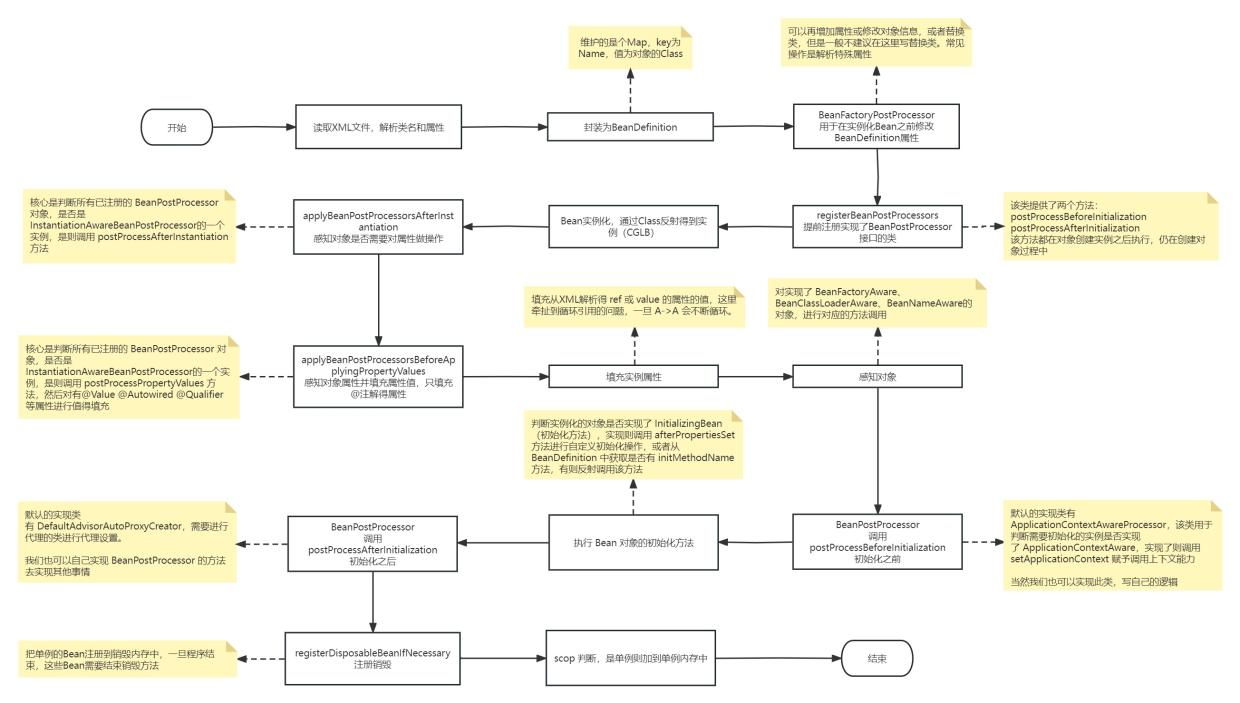 维护的是个Map，key为
Name，值为对象的Class
可以再增加属性或修改对象信息，或者替换
类，但是一般不建议在这里写替换类。常见
操作是解析特殊属性
开始
读取XML文件，解析类名和属性
封装为BeanDefinition
BeanFactoryPostProcessor
用于在实例化Bean之前修改
BeanDefinition属性
核心是判断所有已注册的 BeanPostProcessor
对象，是否是
InstantiationAwareBeanPostProcessor的一个
实例，是则调用 postProcessAfterInstantiation
方法
applyBeanPostProcessorsAfterInst
antiation
感知对象是否需要对属性做操作
Bean实例化，通过Class反射得到实
例（CGLB）
registerBeanPostProcessors
提前注册实现了BeanPostProcessor
接口的类
该类提供了两个方法：
postProcessBeforeInitialization
postProcessAfterInitialization
该方法都在对象创建实例之后执行，仍在创建对
象过程中
填充从XML解析得 ref 或 value 的属性的值，这里
牵扯到循环引用的问题，一旦 A->A 会不断循环。
对实现了 BeanFactoryAware、
BeanClassLoaderAware、BeanNameAware的
对象，进行对应的方法调用
核心是判断所有已注册的 BeanPostProcessor 对
象，是否是
InstantiationAwareBeanPostProcessor的一个实
例，是则调用 postProcessPropertyValues 方
法，然后对有@Value @Autowired @Qualifier
等属性进行值得填充
applyBeanPostProcessorsBeforeAp
plyingPropertyValues
感知对象属性并填充属性值，只填充
@注解得属性
填充实例属性
感知对象
判断实例化的对象是否实现了 InitializingBean
（初始化方法），实现则调用 afterPropertiesSet
方法进行自定义初始化操作，或者从
BeanDefinition 中获取是否有 initMethodName
方法，有则反射调用该方法
默认的实现类
有 DefaultAdvisorAutoProxyCreator，需要进行
代理的类进行代理设置。
我们也可以自己实现 BeanPostProcessor 的方法
去实现其他事情
BeanPostProcessor
调用
postProcessAfterInitialization
初始化之后
执行 Bean 对象的初始化方法
BeanPostProcessor
调用
postProcessBeforeInitialization
初始化之前
默认的实现类有
ApplicationContextAwareProcessor，该类用于
判断需要初始化的实例是否实现
了 ApplicationContextAware，实现了则调用
setApplicationContext 赋予调用上下文能力
当然我们也可以实现此类，写自己的逻辑
把单例的Bean注册到销毁内存中，一旦程序结
束，这些Bean需要结束销毁方法
registerDisposableBeanIfNecessary
注册销毁
scop 判断，是单例则加到单例内存中
结束